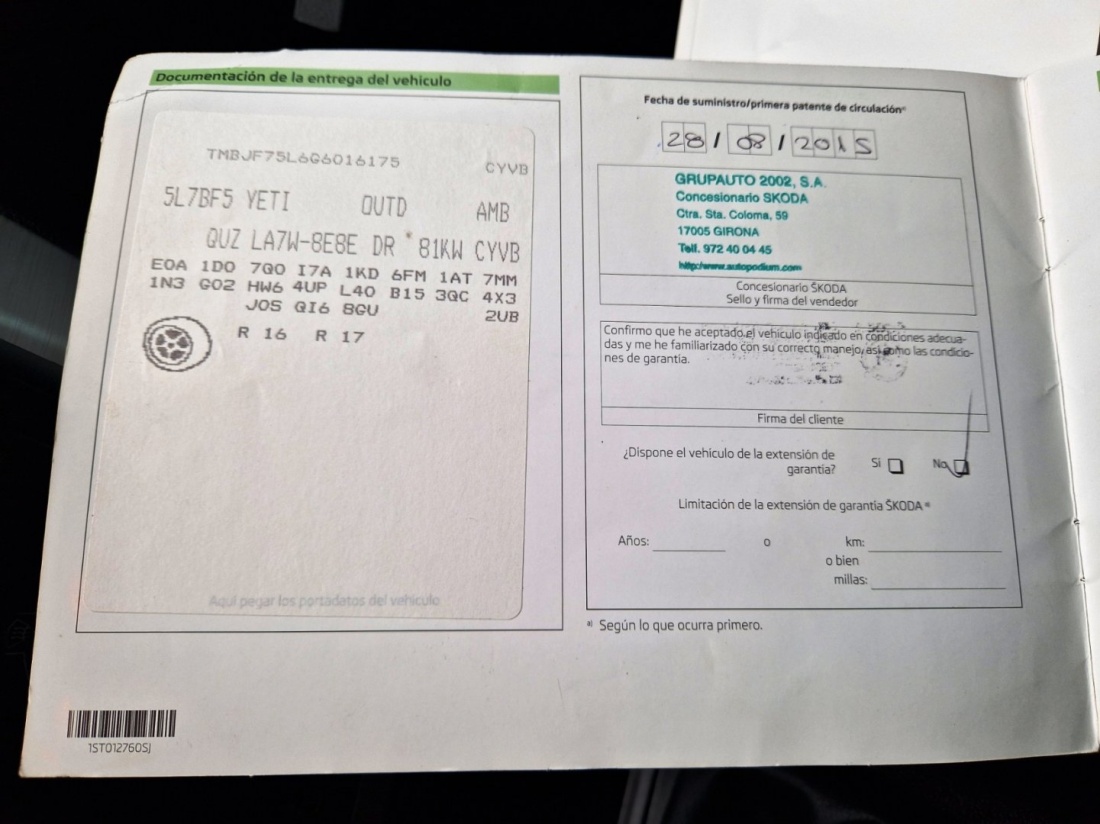 Documentación de la entrega del vehículo
TMBJF75L6G6016175 CYVB
5L7BF5 YETI OUTD AMB
QUZ LA7W-8E8E DR * 81KW CYVB
E0A 1D0 7Q0 I7A 1KD 6FM 1AT 7MM
1N3 G02 HW6 4UP L40 B15 3QC 4X3
J0S QI6 8GU 2UB
R 16 R 17
Aquí pegar los portadatos del vehículo
1ST012760SJ
Fecha de suministro/primera patente de circulación*⁾
28/08/2015
GRUPAUTO 2002, S.A.
Concesionario SKODA
Ctra. Sta. Coloma, 59
17005 GIRONA
Tell. 972 40 04 45
http://www.autopodium.com
Concesionario ŠKODA
Sello y firma del vendedor
Confirmo que he aceptado el vehículo indicado en condiciones adecua-
das y me he familiarizado con su correcto manejo, así como las condicio-
nes de garantía.
Firma del cliente
¿Dispone el vehículo de la extensión de
garantía? Sí No
Limitación de la extensión de garantía ŠKODA a)
Años: o km:
o bien
millas:
a) Según lo que ocurra primero.